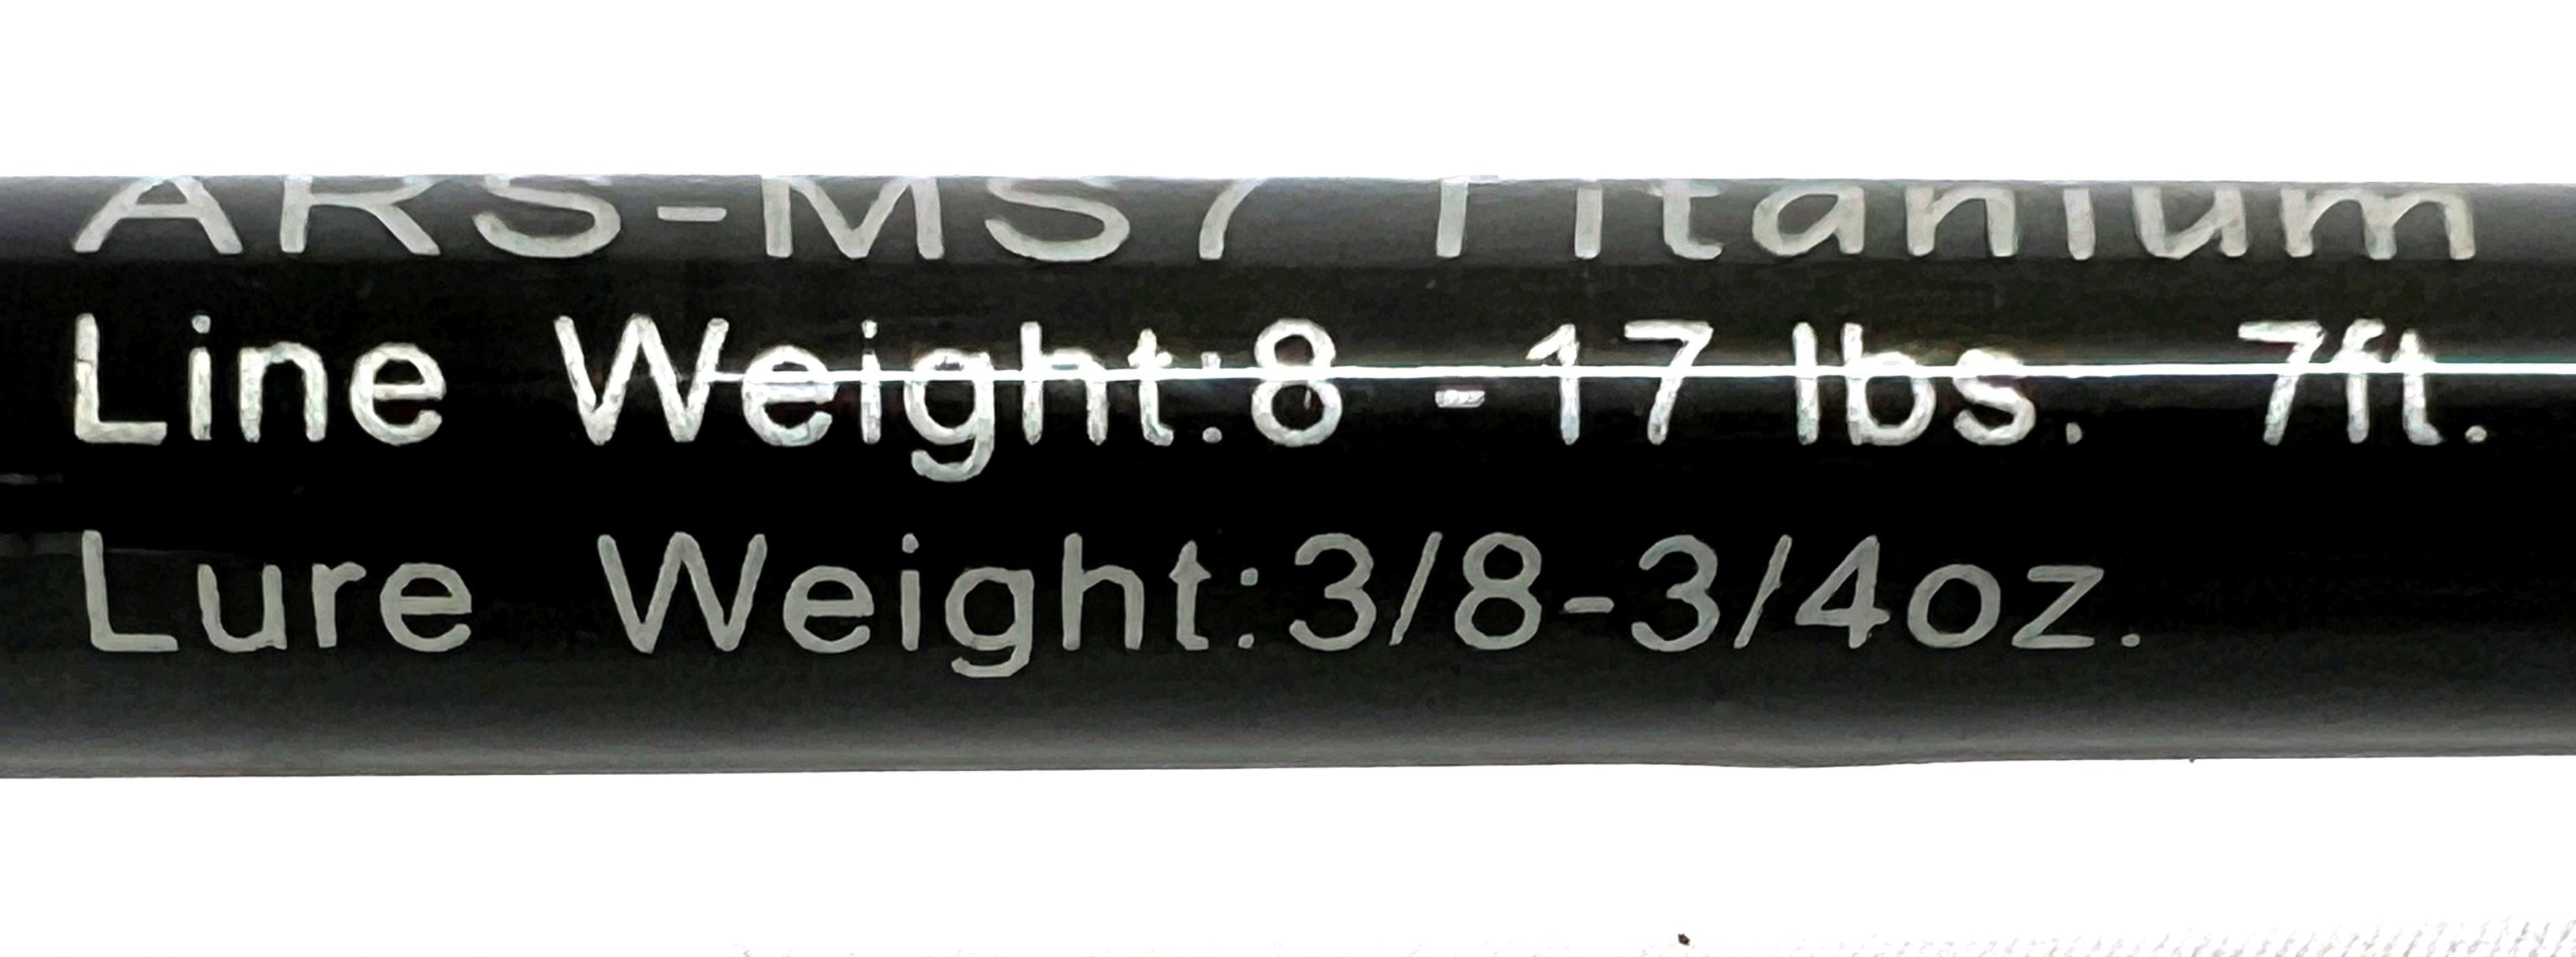 ARS-MS7 Titanium
Line Weight:8 - 17 lbs. 7ft.
Lure Weight:3/8-3/4oz.